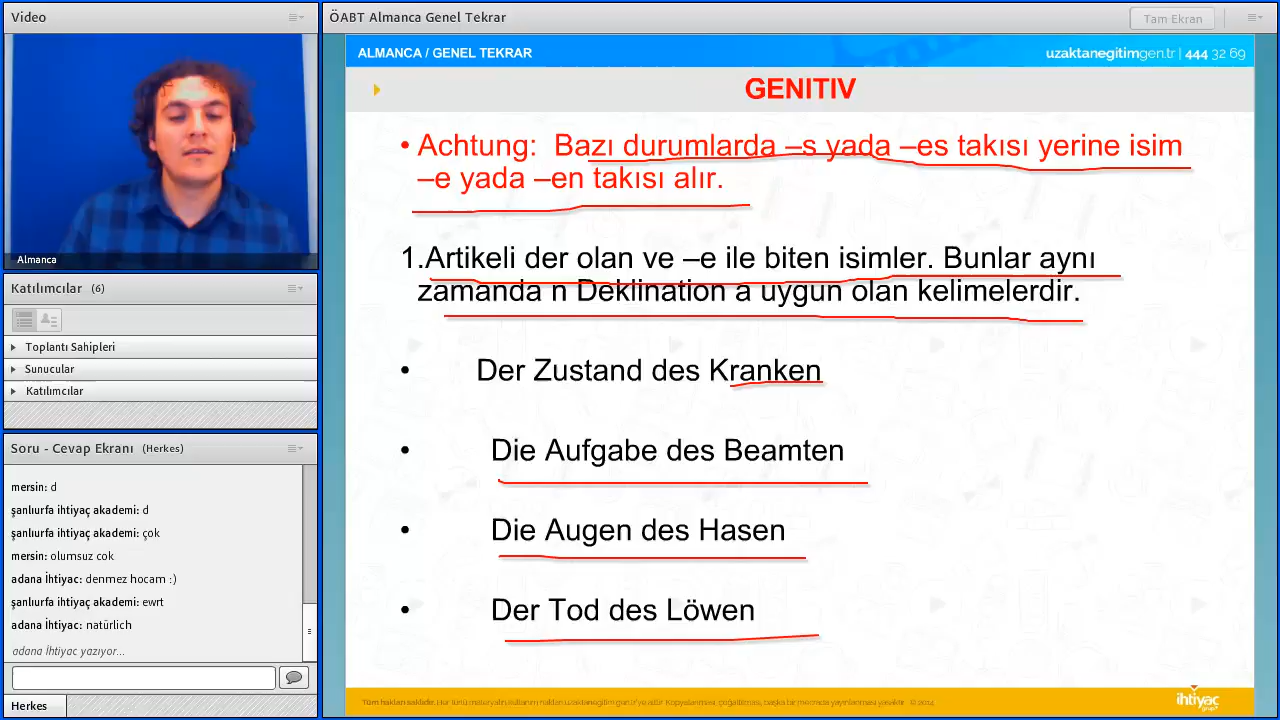 Video
Almanca
Katılımcılar (6)
Toplantı Sahipleri
Sunucular
Katılımcılar
Soru - Cevap Ekranı (Herkes)
mersin: d
şanlıurfa ihtiyaç akademi: d
şanlıurfa ihtiyaç akademi: çok
mersin: olumsuz cok
adana İhtiyaç: denmez hocam :)
şanlıurfa ihtiyaç akademi: ewrt
adana İhtiyaç: natürlich
adana İhtiyaç yazıyor...
Herkes
ÖABT Almanca Genel Tekrar
Tam Ekran
ALMANCA / GENEL TEKRAR
uzaktanegitimgen.tr | 444 32 69
GENITIV
• Achtung: Bazı durumlarda –s yada –es takısı yerine isim
–e yada –en takısı alır.
1.Artikeli der olan ve –e ile biten isimler. Bunlar aynı
zamanda n Deklination a uygun olan kelimelerdir.
• Der Zustand des Kranken
• Die Aufgabe des Beamten
• Die Augen des Hasen
• Der Tod des Löwen
Tüm hakları saklıdır.
© 2014
ihtiyaç